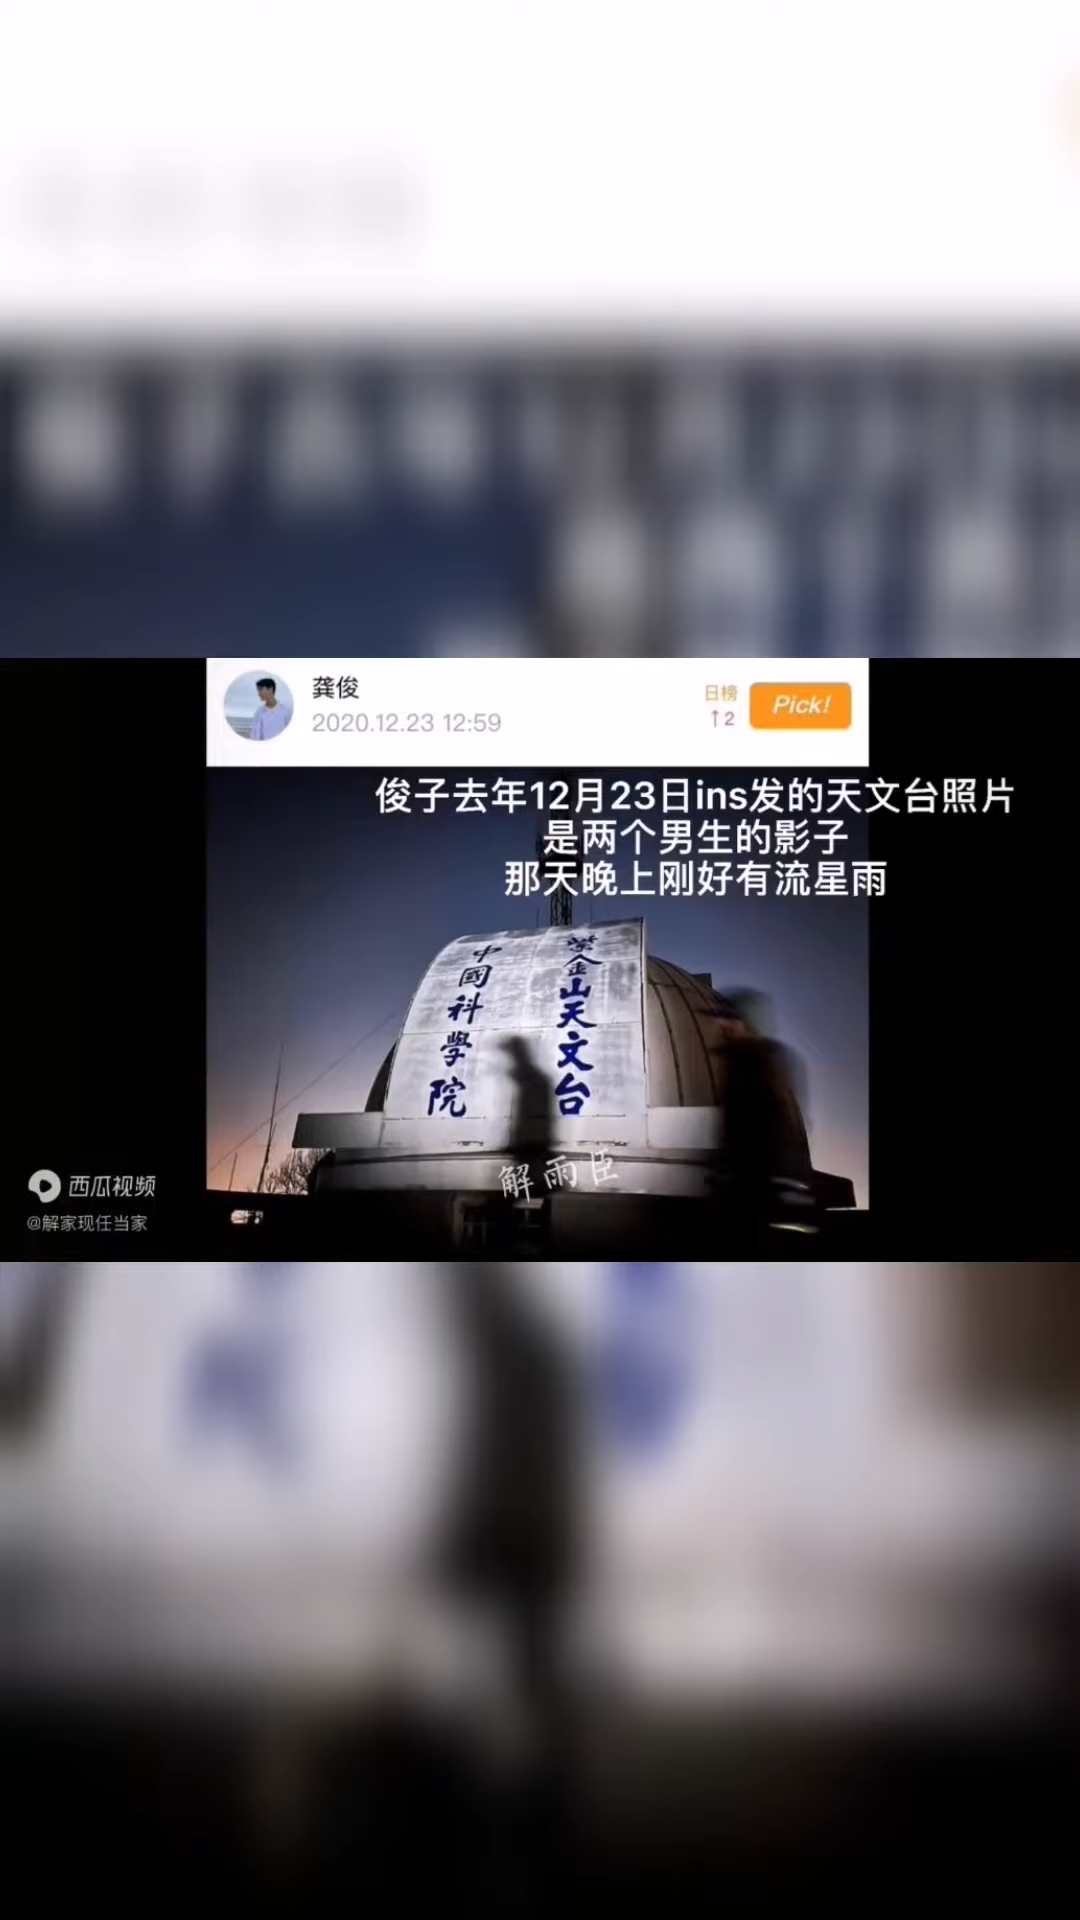 龚俊
2020.12.23 12:59
日榜
↑2
Pick!
俊子去年12月23日ins发的天文台照片
是两个男生的影子
那天晚上刚好有流星雨
中國科學院
紫金山天文台
解雨臣
西瓜视频
@解家现任当家